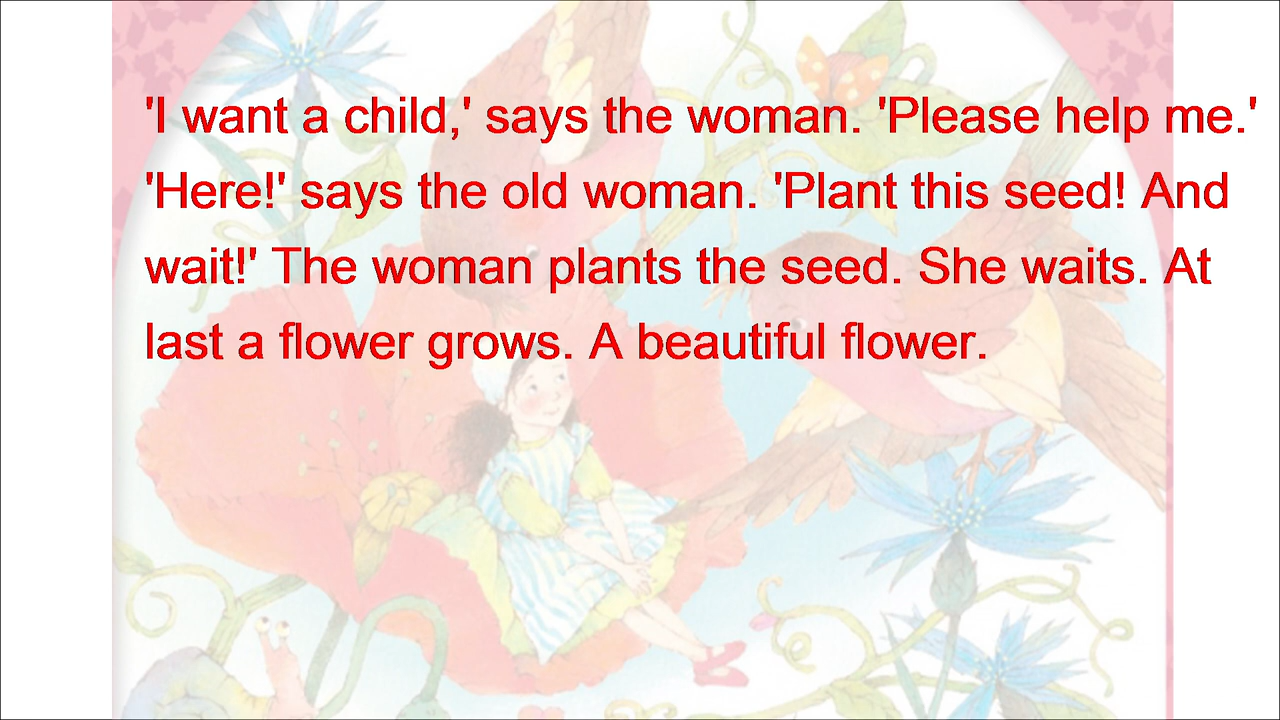 'I want a child,' says the woman. 'Please help me.'
'Here!' says the old woman. 'Plant this seed! And
wait!' The woman plants the seed. She waits. At
last a flower grows. A beautiful flower.